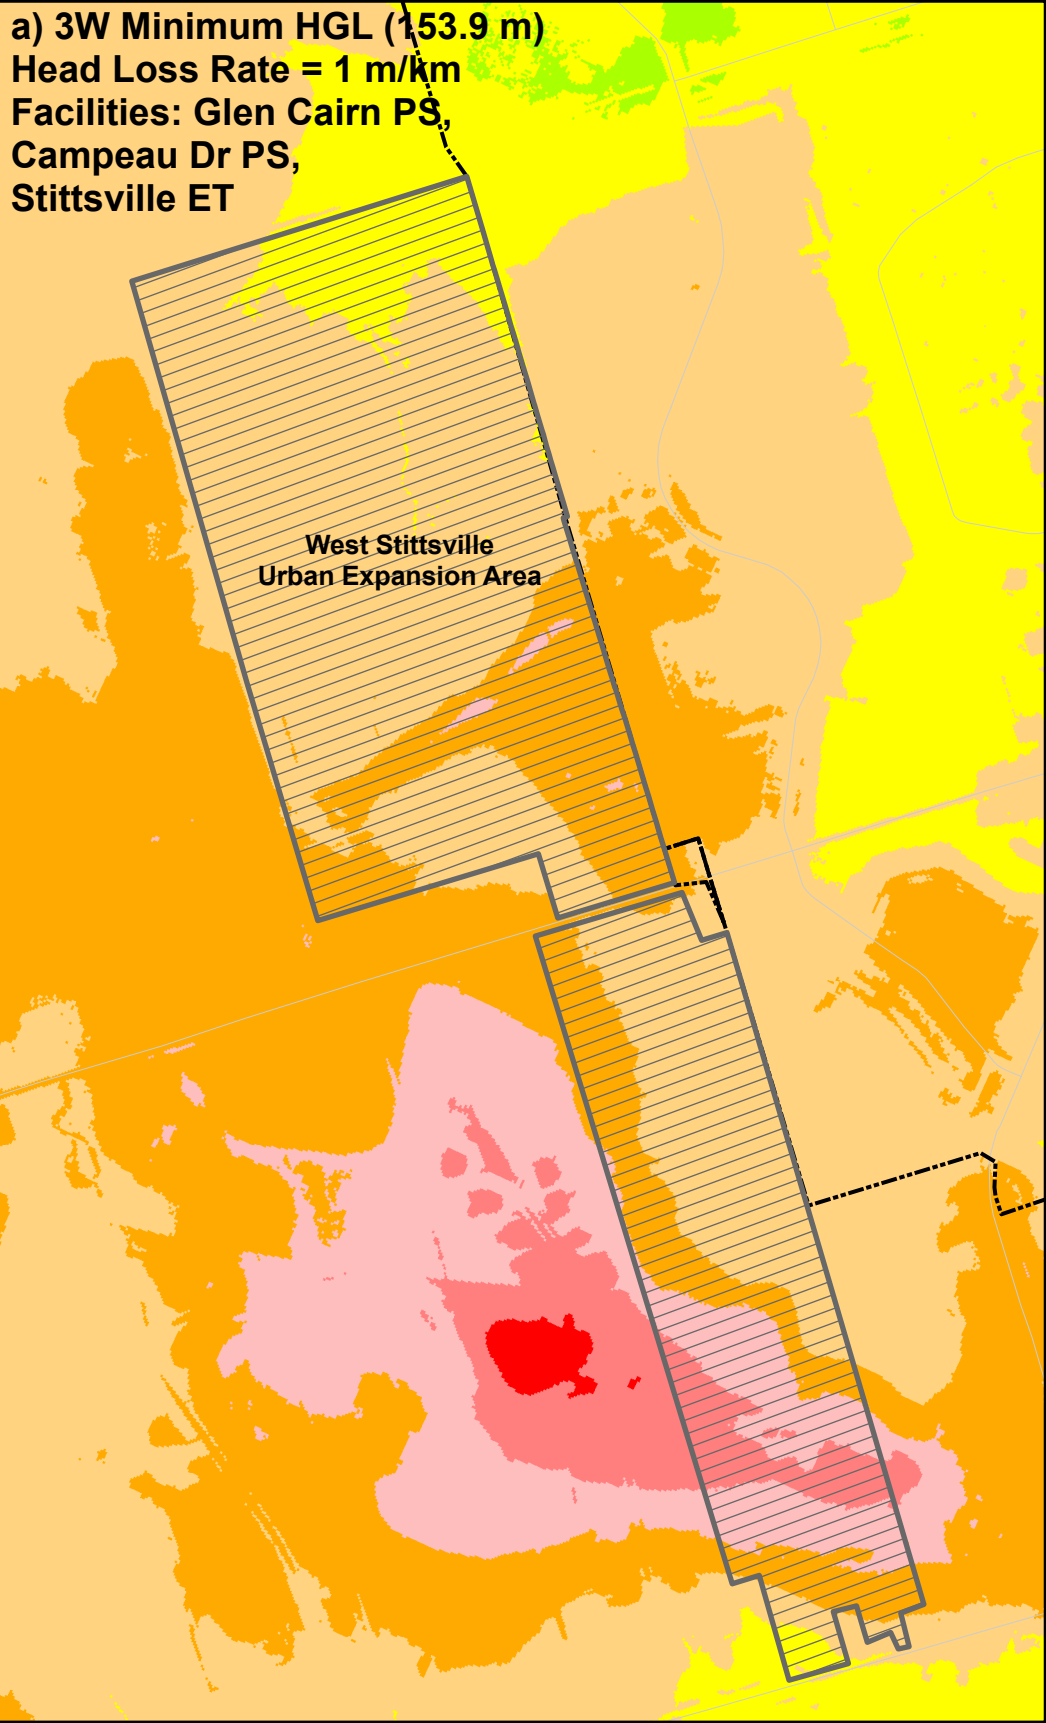 a) 3W Minimum HGL (153.9 m)
Head Loss Rate = 1 m/km
Facilities: Glen Cairn PS,
Campeau Dr PS,
Stittsville ET
West Stittsville
Urban Expansion Area